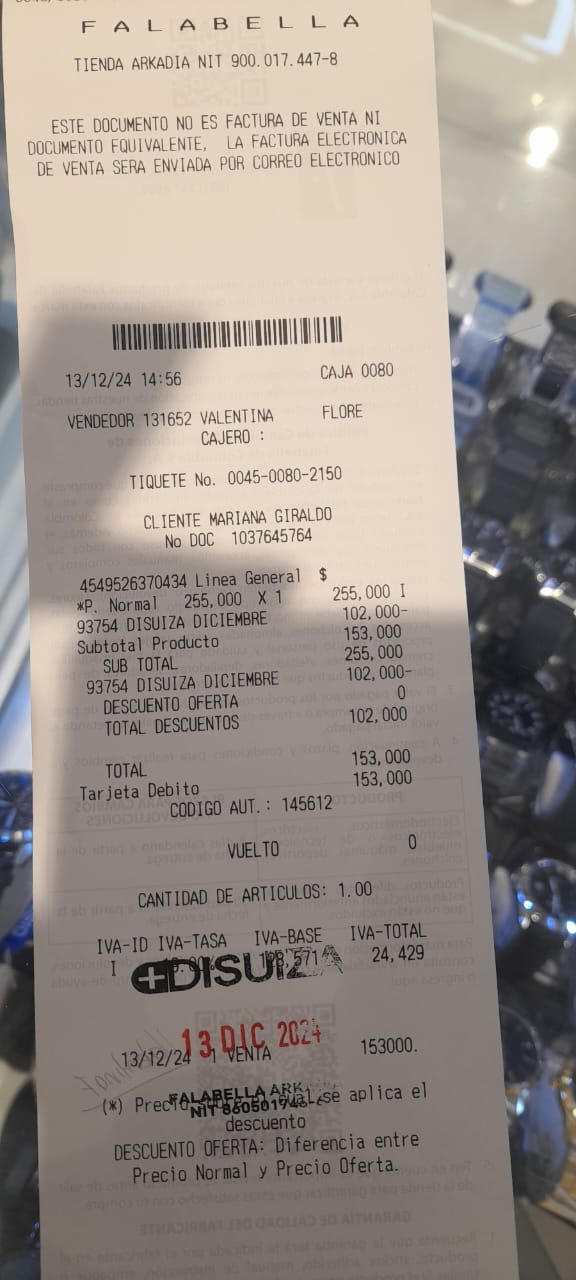 FALABELLA
TIENDA ARKADIA NIT 900.017.447-8
ESTE DOCUMENTO NO ES FACTURA DE VENTA NI
DOCUMENTO EQUIVALENTE, LA FACTURA ELECTRONICA
DE VENTA SERA ENVIADA POR CORREO ELECTRONICO
13/12/24 14:56 CAJA 0080
VENDEDOR 131652 VALENTINA FLORE
CAJERO :
TIQUETE No. 0045-0080-2150
CLIENTE MARIANA GIRALDO
No DOC 1037645764
4549526370434 Linea General $
*P. Normal 255,000 X 1 255,000 I
93754 DISUIZA DICIEMBRE 102,000-
Subtotal Producto 153,000
SUB TOTAL 255,000
93754 DISUIZA DICIEMBRE 102,000-
DESCUENTO OFERTA 0
TOTAL DESCUENTOS 102,000
TOTAL 153,000
Tarjeta Debito 153,000
CODIGO AUT.: 145612
VUELTO 0
CANTIDAD DE ARTICULOS: 1.00
IVA-ID IVA-TASA IVA-BASE IVA-TOTAL
I 24,429
DISUIZA
13 DIC 2024
13/12/24 1 VENTA 153000.
FALABELLA
(*) Precio se aplica el
descuento
DESCUENTO OFERTA: Diferencia entre
Precio Normal y Precio Oferta.